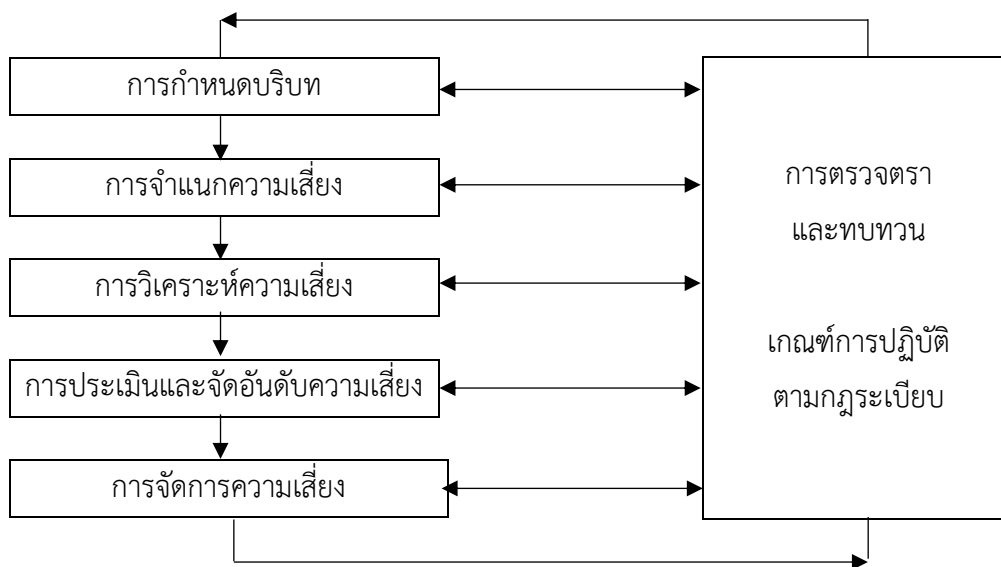 การกำหนดบริบท
การจำแนกความเสี่ยง
การวิเคราะห์ความเสี่ยง
การประเมินและจัดอันดับความเสี่ยง
การจัดการความเสี่ยง
การตรวจตรา
และทบทวน
เกณฑ์การปฏิบัติ
ตามกฎระเบียบ